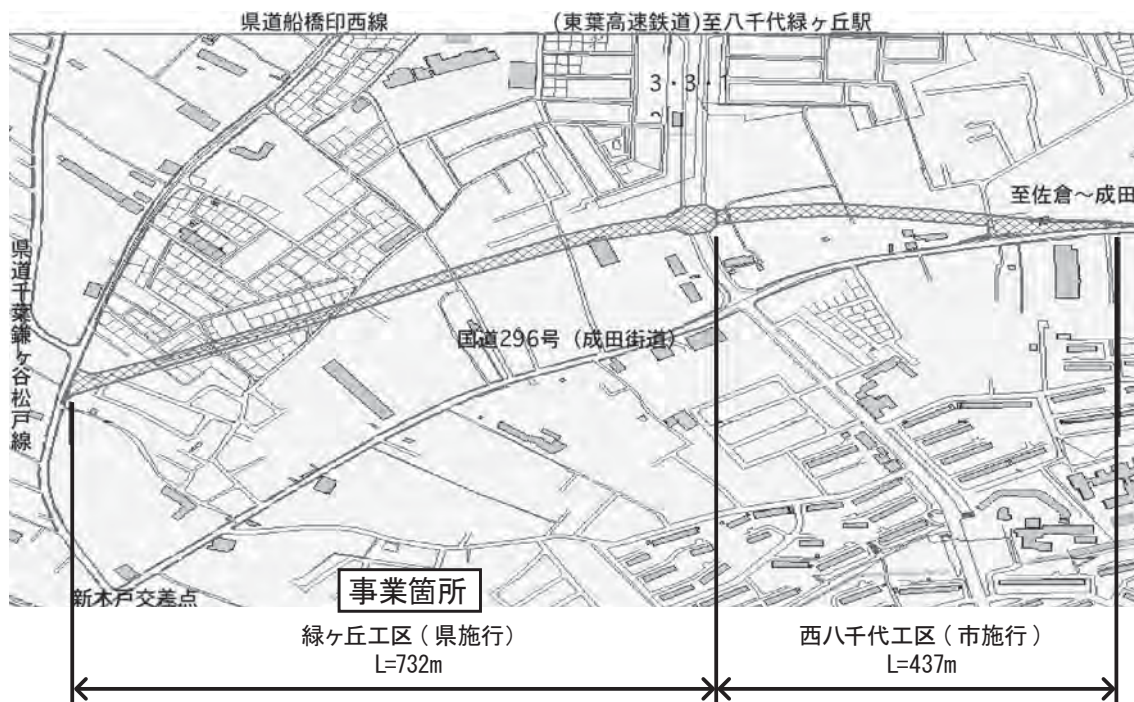 県道船橋印西線
(東葉高速鉄道)至八千代緑ヶ丘駅
3・3・
至佐倉～成田
県道千葉鎌ヶ谷松戸線
国道296号（成田街道）
新木戸交差点
事業箇所
緑ヶ丘工区(県施行)
L=732m
西八千代工区(市施行)
L=437m